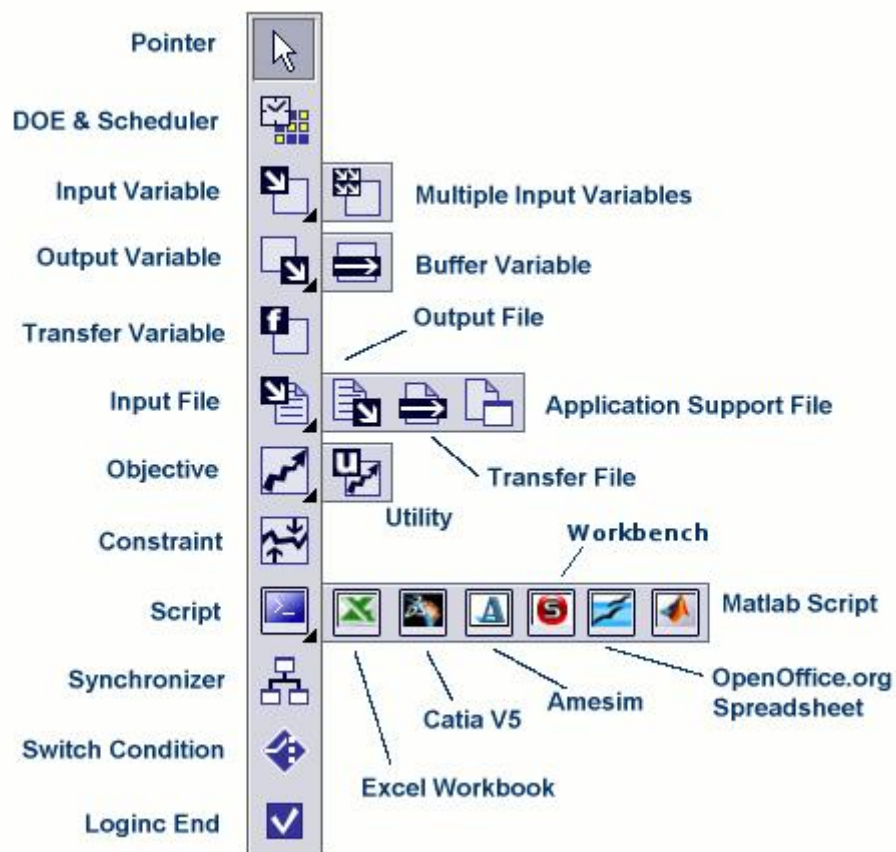 Pointer
DOE & Scheduler
Input Variable
Multiple Input Variables
Output Variable
Buffer Variable
Output File
Transfer Variable
Input File
Application Support File
Objective
Transfer File
Utility
Workbench
Constraint
Script
Matlab Script
Synchronizer
OpenOffice.org
Spreadsheet
Amesim
Catia V5
Switch Condition
Excel Workbook
Loginc End